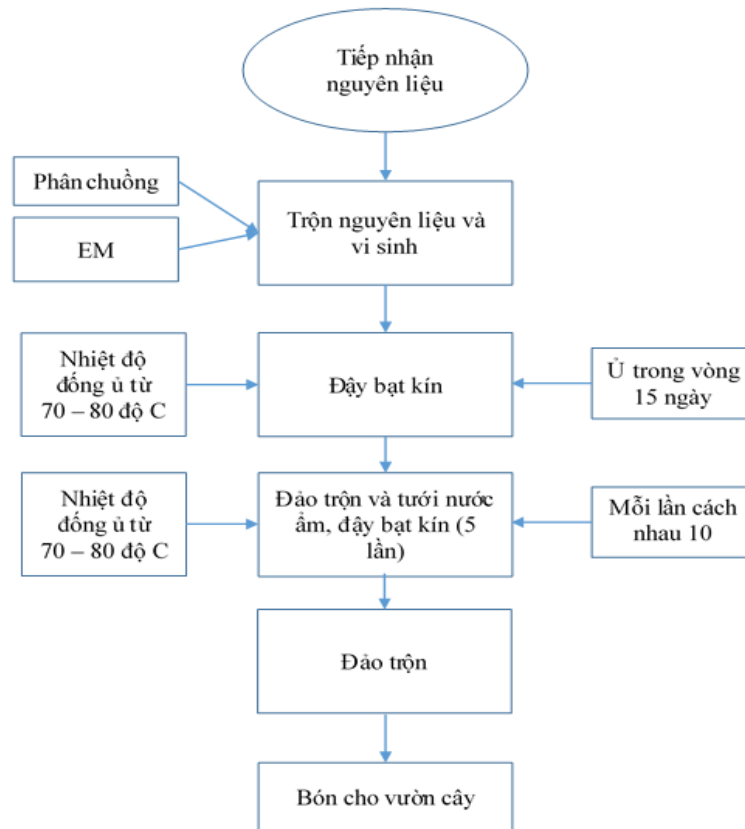 Tiếp nhận
nguyên liệu
Phân chuồng
EM
Trộn nguyên liệu và
vi sinh
Nhiệt độ
đống ủ từ
70 – 80 độ C
Đậy bạt kín
Ủ trong vòng
15 ngày
Nhiệt độ
đống ủ từ
70 – 80 độ C
Đảo trộn và tưới nước
ẩm, đậy bạt kín (5
lần)
Mỗi lần cách
nhau 10
Đảo trộn
Bón cho vườn cây